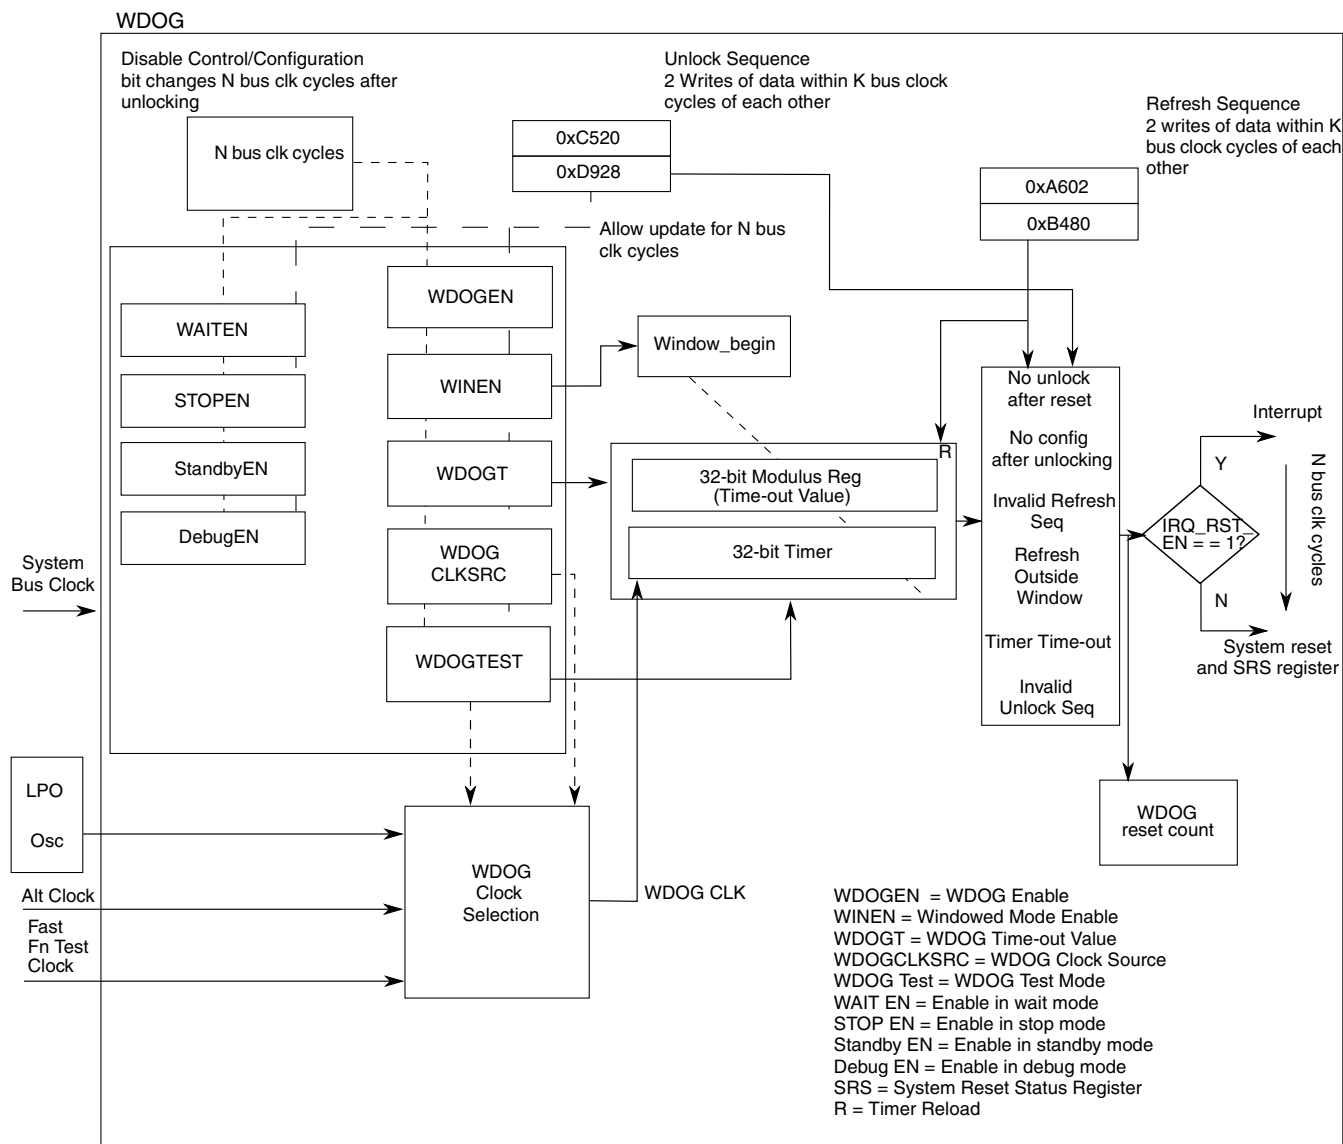 WDOG
Disable Control/Configuration
bit changes N bus clk cycles after
unlocking
Unlock Sequence
2 Writes of data within K bus clock
cycles of each other
Refresh Sequence
2 writes of data within K
bus clock cycles of each
other
N bus clk cycles
0xC520
0xD928
0xA602
0xB480
Allow update for N bus
clk cycles
WAITEN
STOPEN
StandbyEN
DebugEN
WDOGEN
WINEN
WDOGT
WDOG
CLKSRC
WDOGTEST
Window_begin
R
32-bit Modulus Reg
(Time-out Value)
32-bit Timer
No unlock
after reset
No config
after unlocking
Invalid Refresh
Seq
Refresh
Outside
Window
Timer Time-out
Invalid
Unlock Seq
Interrupt
Y
IRQ_RST_
EN = = 1?
N
N bus clk cycles
System reset
and SRS register
System
Bus Clock
LPO
Osc
Alt Clock
Fast
Fn Test
Clock
WDOG
Clock
Selection
WDOG CLK
WDOG
reset count
WDOGEN = WDOG Enable
WINEN = Windowed Mode Enable
WDOGT = WDOG Time-out Value
WDOGCLKSRC = WDOG Clock Source
WDOG Test = WDOG Test Mode
WAIT EN = Enable in wait mode
STOP EN = Enable in stop mode
Standby EN = Enable in standby mode
Debug EN = Enable in debug mode
SRS = System Reset Status Register
R = Timer Reload